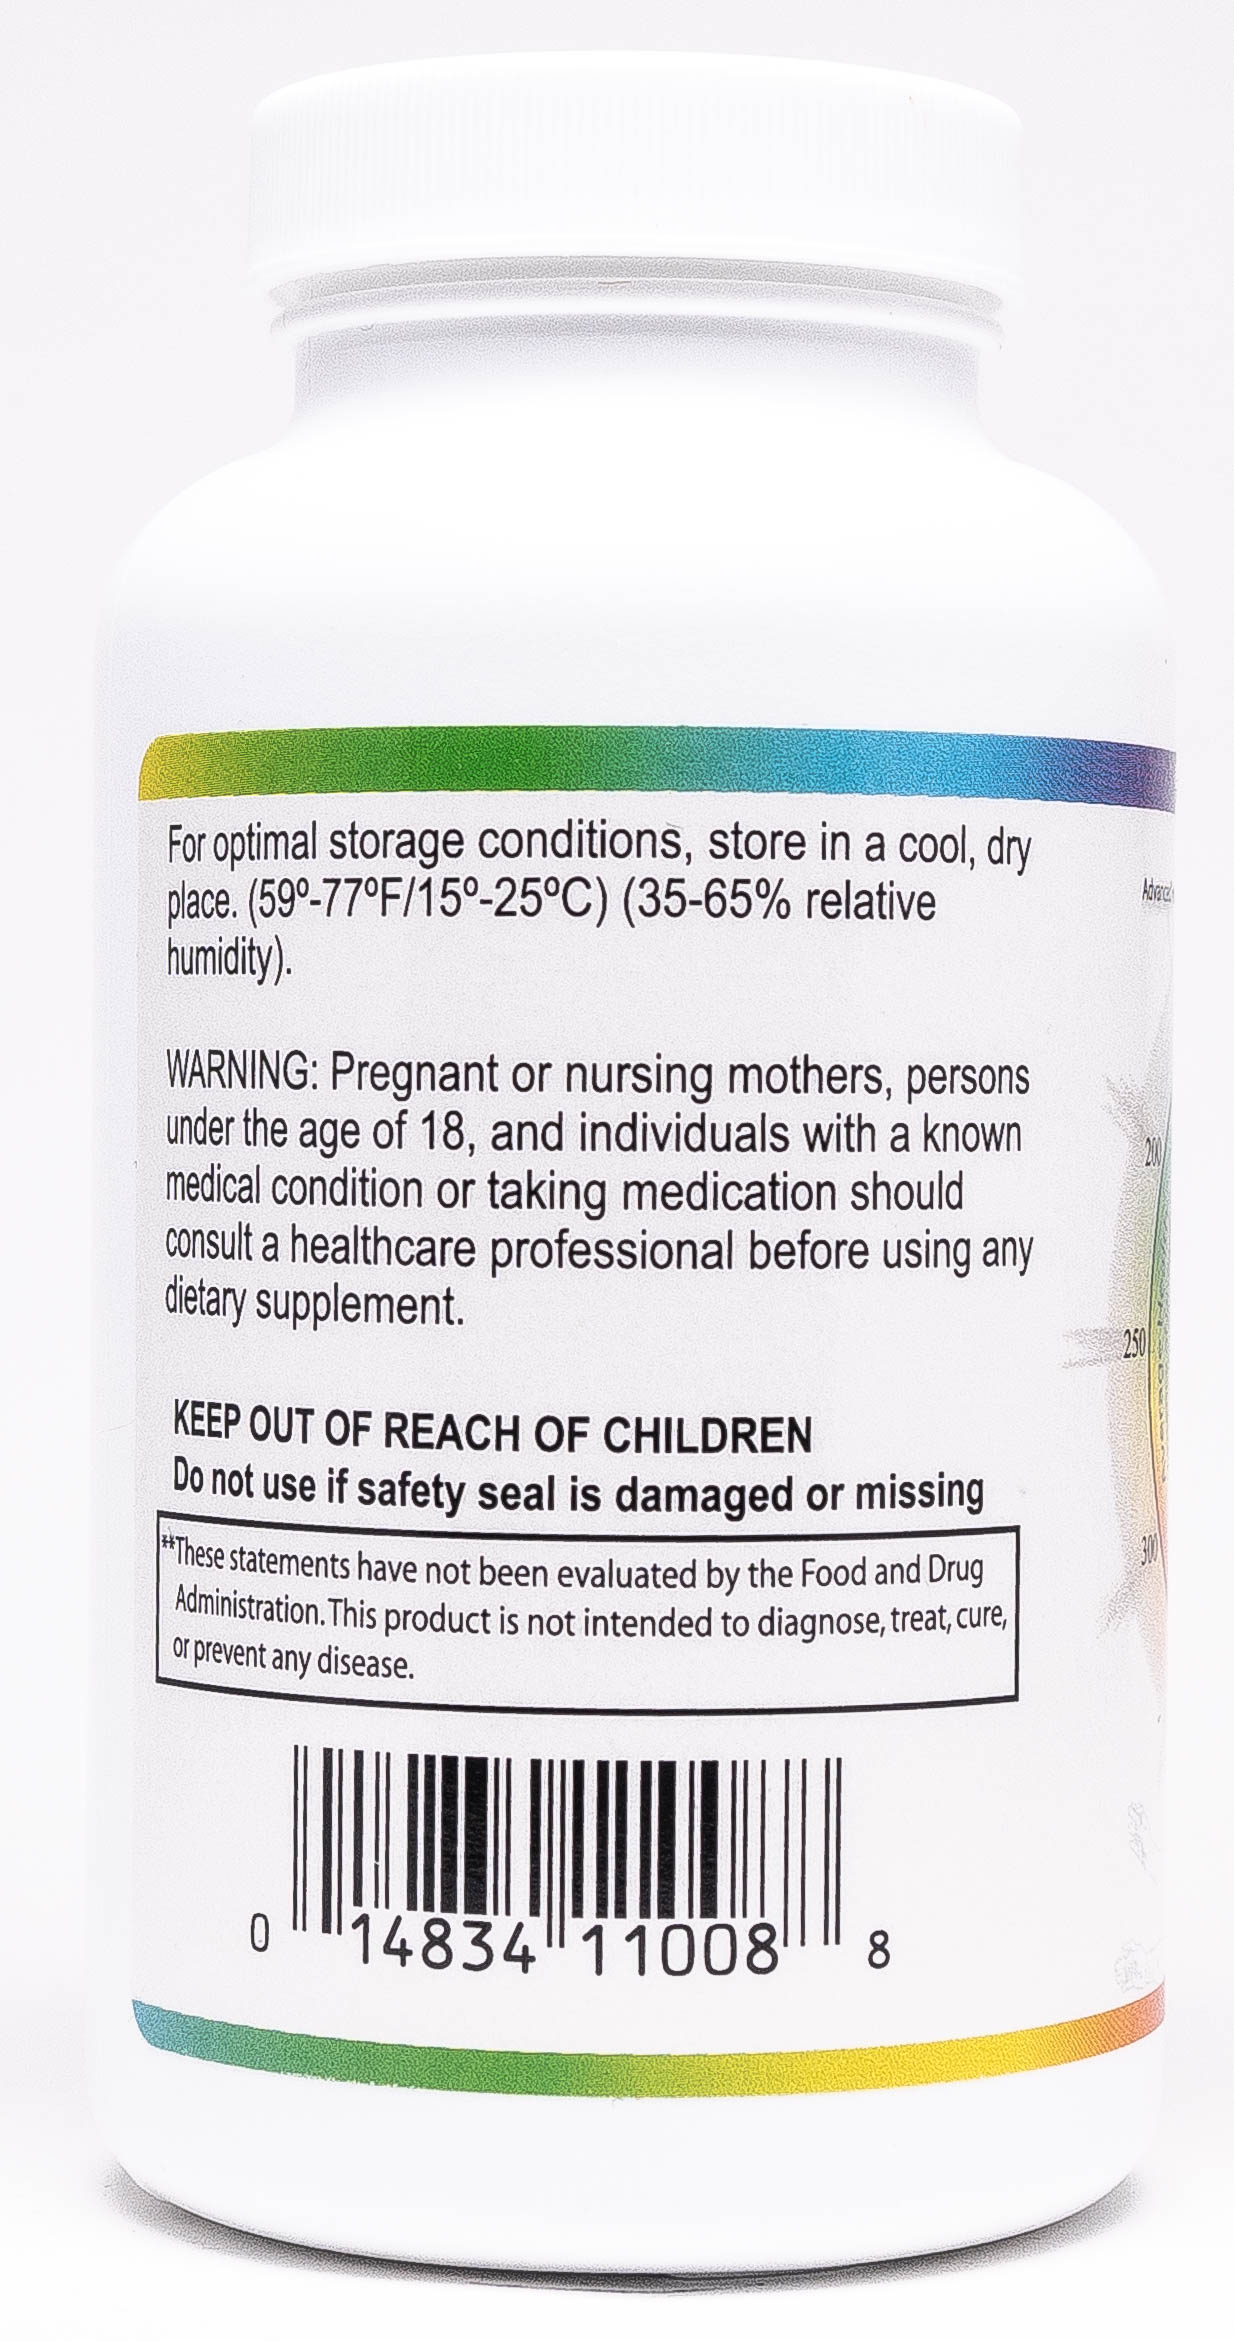 For optimal storage conditions, store in a cool, dry
place. (59º-77ºF/15º-25ºC) (35-65% relative
humidity).
WARNING: Pregnant or nursing mothers, persons
under the age of 18, and individuals with a known
medical condition or taking medication should
consult a healthcare professional before using any
dietary supplement.
KEEP OUT OF REACH OF CHILDREN
Do not use if safety seal is damaged or missing
**These statements have not been evaluated by the Food and Drug
Administration. This product is not intended to diagnose, treat, cure,
or prevent any disease.
0 14834 11008 8
200
250
300